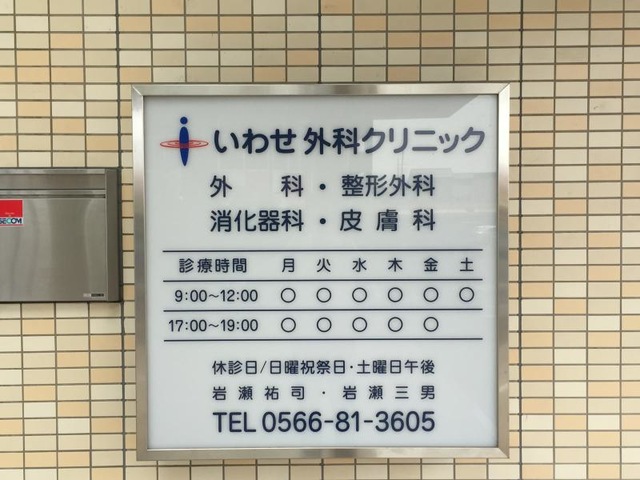 いわせ外科クリニック
外科・整形外科
消化器科・皮膚科
診療時間 月 火 水 木 金 土
9:00〜12:00 ○ ○ ○ ○ ○ ○
17:00〜19:00 ○ ○ ○ ○ ○
休診日/日曜祝祭日・土曜日午後
岩瀬祐司・岩瀬三男
TEL 0566-81-3605
SECOM